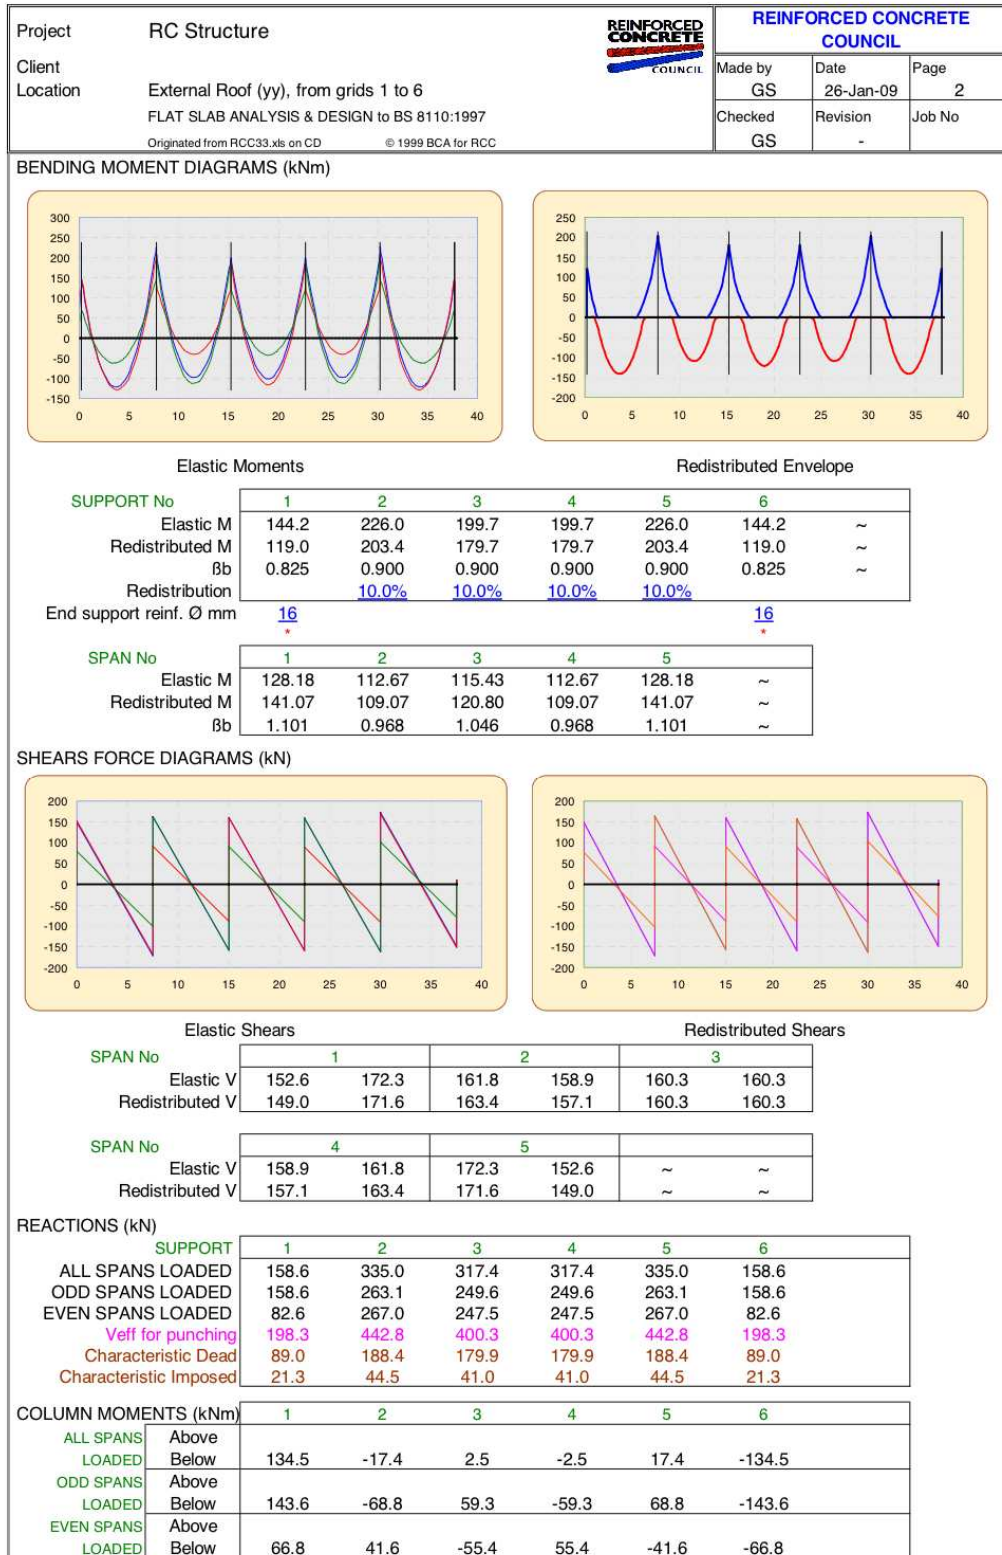 Project RC Structure
REINFORCED CONCRETE COUNCIL
REINFORCED CONCRETE
COUNCIL
Client
Made by Date Page
Location External Roof (yy), from grids 1 to 6
GS 26-Jan-09 2
FLAT SLAB ANALYSIS & DESIGN to BS 8110:1997
Checked Revision Job No
Originated from RCC33.xls on CD © 1999 BCA for RCC
GS -
BENDING MOMENT DIAGRAMS (kNm)
300
250
200
150
100
50
0
-50
-100
-150
0 5 10 15 20 25 30 35 40
250
200
150
100
50
0
-50
-100
-150
-200
0 5 10 15 20 25 30 35 40
Elastic Moments Redistributed Envelope
SUPPORT No 1 2 3 4 5 6
Elastic M 144.2 226.0 199.7 199.7 226.0 144.2 ~
Redistributed M 119.0 203.4 179.7 179.7 203.4 119.0 ~
ßb 0.825 0.900 0.900 0.900 0.900 0.825 ~
Redistribution 10.0% 10.0% 10.0% 10.0%
End support reinf. Ø mm 16 16
* *
SPAN No 1 2 3 4 5
Elastic M 128.18 112.67 115.43 112.67 128.18 ~
Redistributed M 141.07 109.07 120.80 109.07 141.07 ~
ßb 1.101 0.968 1.046 0.968 1.101 ~
SHEARS FORCE DIAGRAMS (kN)
200
150
100
50
0
-50
-100
-150
-200
0 5 10 15 20 25 30 35 40
200
150
100
50
0
-50
-100
-150
-200
0 5 10 15 20 25 30 35 40
Elastic Shears Redistributed Shears
SPAN No 1 2 3
Elastic V 152.6 172.3 161.8 158.9 160.3 160.3
Redistributed V 149.0 171.6 163.4 157.1 160.3 160.3
SPAN No 4 5
Elastic V 158.9 161.8 172.3 152.6 ~ ~
Redistributed V 157.1 163.4 171.6 149.0 ~ ~
REACTIONS (kN)
SUPPORT 1 2 3 4 5 6
ALL SPANS LOADED 158.6 335.0 317.4 317.4 335.0 158.6
ODD SPANS LOADED 158.6 263.1 249.6 249.6 263.1 158.6
EVEN SPANS LOADED 82.6 267.0 247.5 247.5 267.0 82.6
Veff for punching 198.3 442.8 400.3 400.3 442.8 198.3
Characteristic Dead 89.0 188.4 179.9 179.9 188.4 89.0
Characteristic Imposed 21.3 44.5 41.0 41.0 44.5 21.3
COLUMN MOMENTS (kNm) 1 2 3 4 5 6
ALL SPANS Above
LOADED Below 134.5 -17.4 2.5 -2.5 17.4 -134.5
ODD SPANS Above
LOADED Below 143.6 -68.8 59.3 -59.3 68.8 -143.6
EVEN SPANS Above
LOADED Below 66.8 41.6 -55.4 55.4 -41.6 -66.8